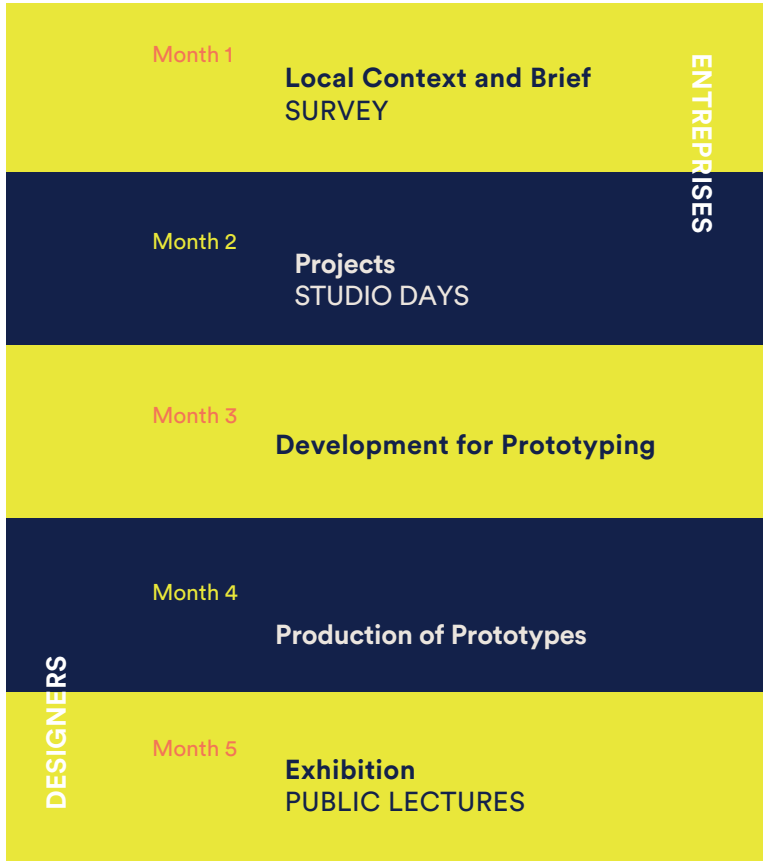 Month 1
Local Context and Brief
SURVEY
ENTREPRISES
Month 2
Projects
STUDIO DAYS
Month 3
Development for Prototyping
Month 4
Production of Prototypes
DESIGNERS
Month 5
Exhibition
PUBLIC LECTURES